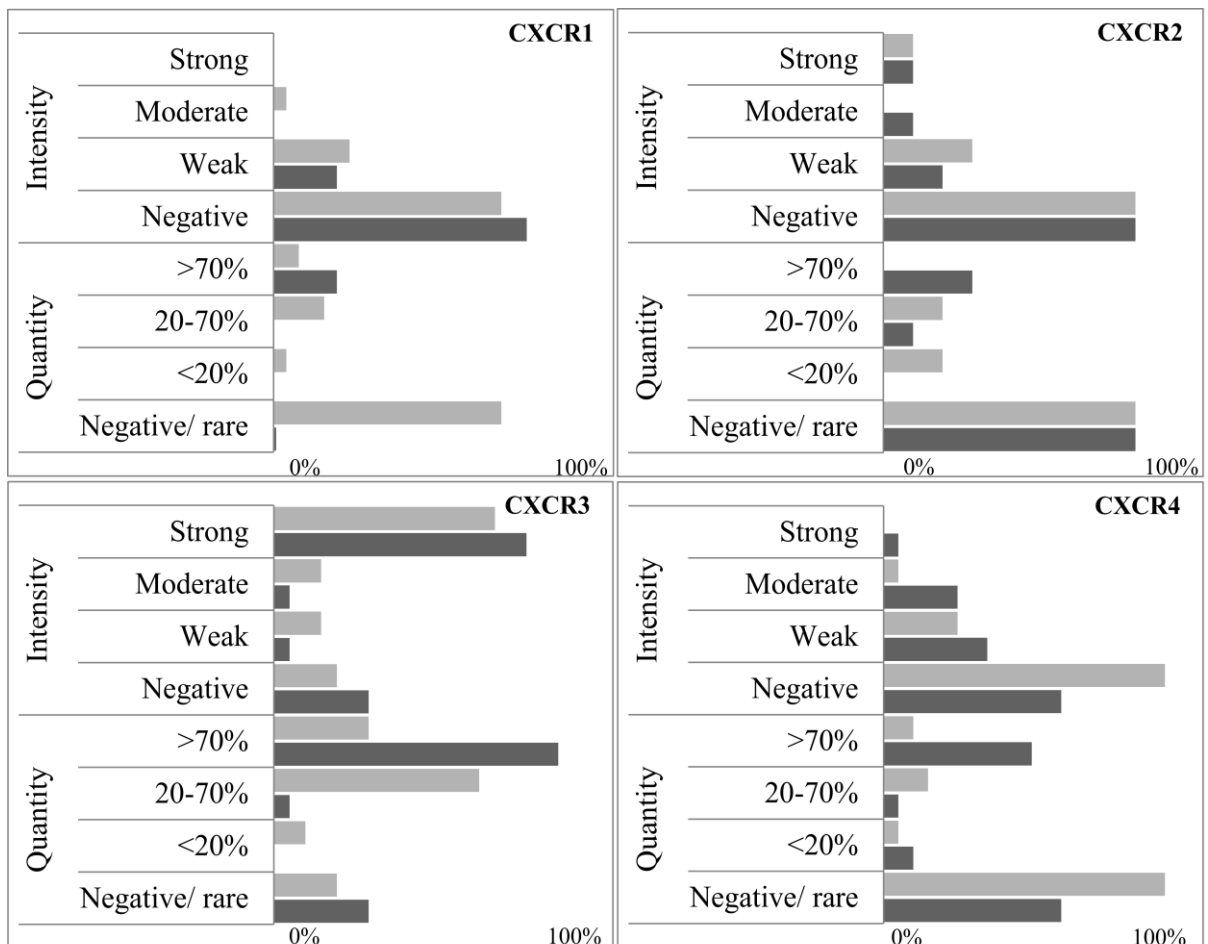 CXCR1
Intensity
Strong
Moderate
Weak
Negative
Quantity
>70%
20-70%
<20%
Negative/ rare
0% 100%
CXCR2
Intensity
Strong
Moderate
Weak
Negative
Quantity
>70%
20-70%
<20%
Negative/ rare
0% 100%
CXCR3
Intensity
Strong
Moderate
Weak
Negative
Quantity
>70%
20-70%
<20%
Negative/ rare
0% 100%
CXCR4
Intensity
Strong
Moderate
Weak
Negative
Quantity
>70%
20-70%
<20%
Negative/ rare
0% 100%